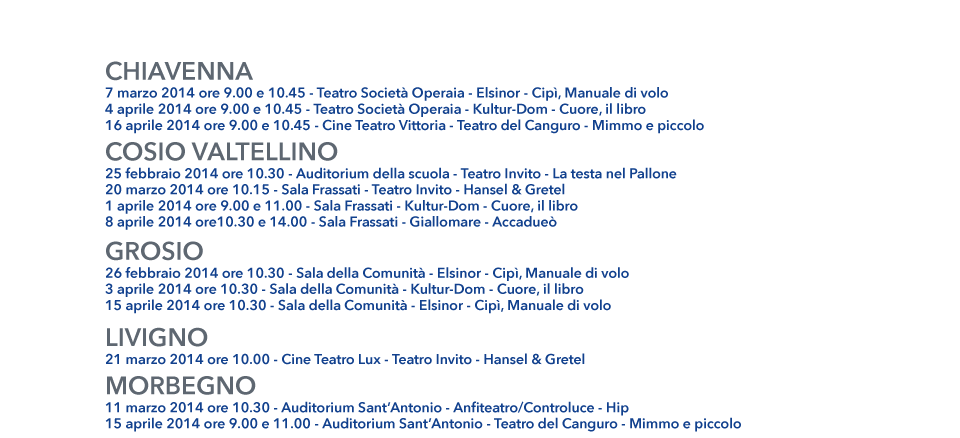 CHIAVENNA
7 marzo 2014 ore 9.00 e 10.45 - Teatro Società Operaia - Elsinor - Cipì, Manuale di volo
4 aprile 2014 ore 9.00 e 10.45 - Teatro Società Operaia - Kultur-Dom - Cuore, il libro
16 aprile 2014 ore 9.00 e 10.45 - Cine Teatro Vittoria - Teatro del Canguro - Mimmo e piccolo
COSIO VALTELLINO
25 febbraio 2014 ore 10.30 - Auditorium della scuola - Teatro Invito - La testa nel Pallone
20 marzo 2014 ore 10.15 - Sala Frassati - Teatro Invito - Hansel & Gretel
1 aprile 2014 ore 9.00 e 11.00 - Sala Frassati - Kultur-Dom - Cuore, il libro
8 aprile 2014 ore10.30 e 14.00 - Sala Frassati - Giallomare - Accadueò
GROSIO
26 febbraio 2014 ore 10.30 - Sala della Comunità - Elsinor - Cipì, Manuale di volo
3 aprile 2014 ore 10.30 - Sala della Comunità - Kultur-Dom - Cuore, il libro
15 aprile 2014 ore 10.30 - Sala della Comunità - Elsinor - Cipì, Manuale di volo
LIVIGNO
21 marzo 2014 ore 10.00 - Cine Teatro Lux - Teatro Invito - Hansel & Gretel
MORBEGNO
11 marzo 2014 ore 10.30 - Auditorium Sant’Antonio - Anfiteatro/Controluce - Hip
15 aprile 2014 ore 9.00 e 11.00 - Auditorium Sant’Antonio - Teatro del Canguro - Mimmo e piccolo